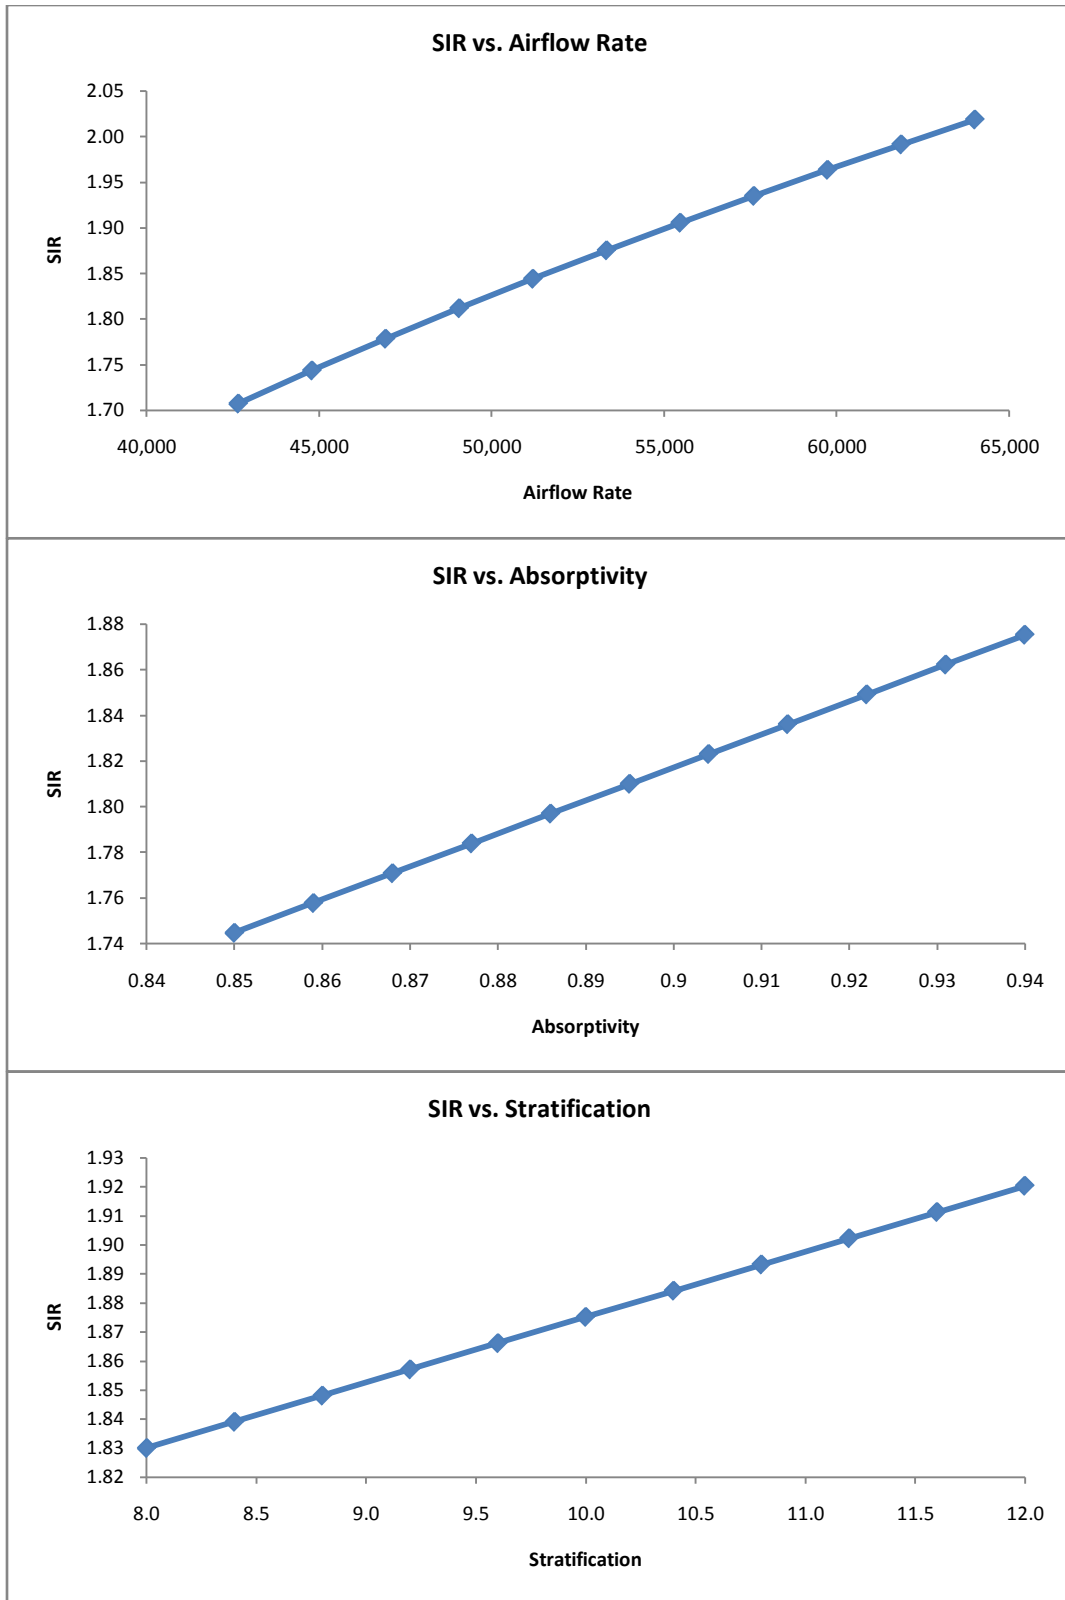 SIR vs. Airflow Rate
2.05
2.00
1.95
1.90
1.85
1.80
1.75
1.70
SIR
40,000 45,000 50,000 55,000 60,000 65,000
Airflow Rate
SIR vs. Absorptivity
1.88
1.86
1.84
1.82
1.80
1.78
1.76
1.74
SIR
0.84 0.85 0.86 0.87 0.88 0.89 0.9 0.91 0.92 0.93 0.94
Absorptivity
SIR vs. Stratification
1.93
1.92
1.91
1.90
1.89
1.88
1.87
1.86
1.85
1.84
1.83
1.82
SIR
8.0 8.5 9.0 9.5 10.0 10.5 11.0 11.5 12.0
Stratification